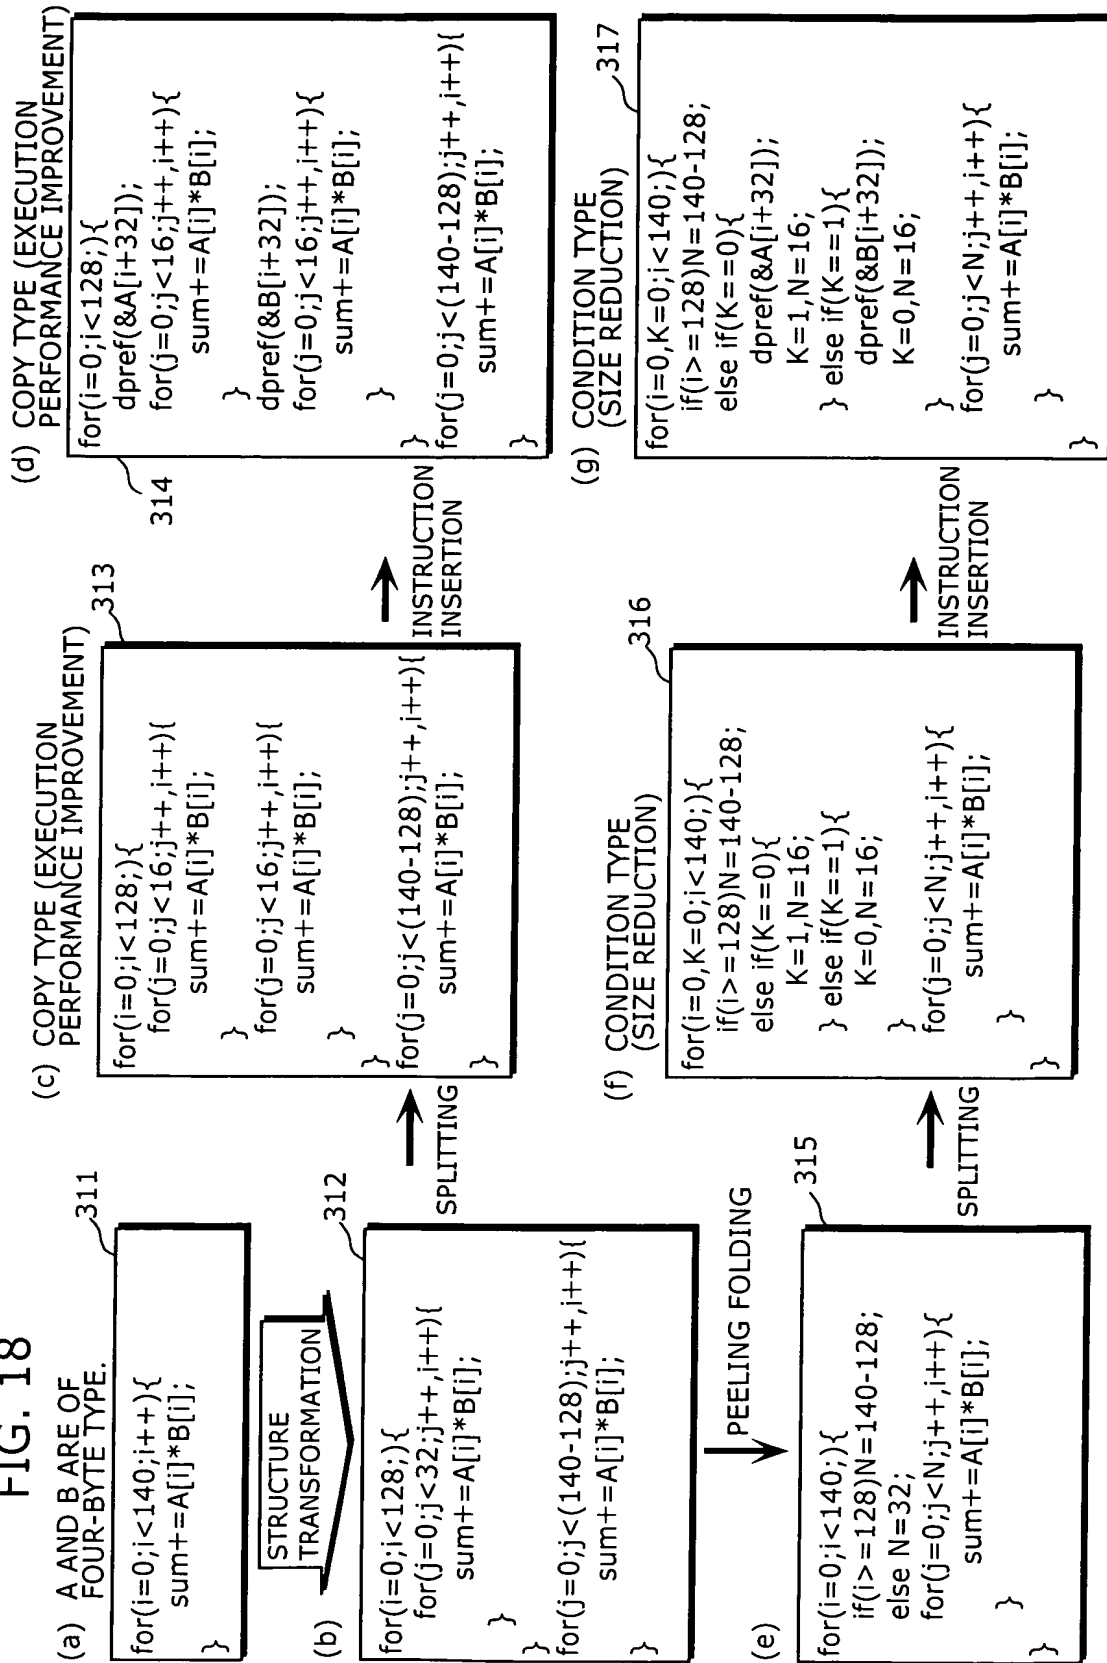 FIG. 18
(a) A AND B ARE OF
FOUR-BYTE TYPE.
311
for(i=0;i<140;i++){
sum+=A[i]*B[i];
}
STRUCTURE
TRANSFORMATION
(b)
312
for(i=0;i<128;){
for(j=0;j<32;j++,i++){
sum+=A[i]*B[i];
}
}
for(j=0;j<(140-128);j++,i++){
sum+=A[i]*B[i];
}
SPLITTING
(c) COPY TYPE (EXECUTION
PERFORMANCE IMPROVEMENT)
313
for(i=0;i<128;){
for(j=0;j<16;j++,i++){
sum+=A[i]*B[i];
}
for(j=0;j<16;j++,i++){
sum+=A[i]*B[i];
}
}
for(j=0;j<(140-128);j++,i++){
sum+=A[i]*B[i];
}
INSTRUCTION
INSERTION
(d) COPY TYPE (EXECUTION
PERFORMANCE IMPROVEMENT)
314
for(i=0;i<128;){
dpref(&A[i+32]);
for(j=0;j<16;j++,i++){
sum+=A[i]*B[i];
}
dpref(&B[i+32]);
for(j=0;j<16;j++,i++){
sum+=A[i]*B[i];
}
}
for(j=0;j<(140-128);j++,i++){
sum+=A[i]*B[i];
}
PEELING FOLDING
(e)
315
for(i=0;i<140;){
if(i>=128)N=140-128;
else N=32;
for(j=0;j<N;j++,i++){
sum+=A[i]*B[i];
}
}
SPLITTING
(f) CONDITION TYPE
(SIZE REDUCTION)
316
for(i=0,K=0;i<140;){
if(i>=128)N=140-128;
else if(K==0){
K=1,N=16;
} else if(K==1){
K=0,N=16;
}
for(j=0;j<N;j++,i++){
sum+=A[i]*B[i];
}
}
INSTRUCTION
INSERTION
(g) CONDITION TYPE
(SIZE REDUCTION)
317
for(i=0,K=0;i<140;){
if(i>=128)N=140-128;
else if(K==0){
dpref(&A[i+32]);
K=1,N=16;
} else if(K==1){
dpref(&B[i+32]);
K=0,N=16;
}
for(j=0;j<N;j++,i++){
sum+=A[i]*B[i];
}
}